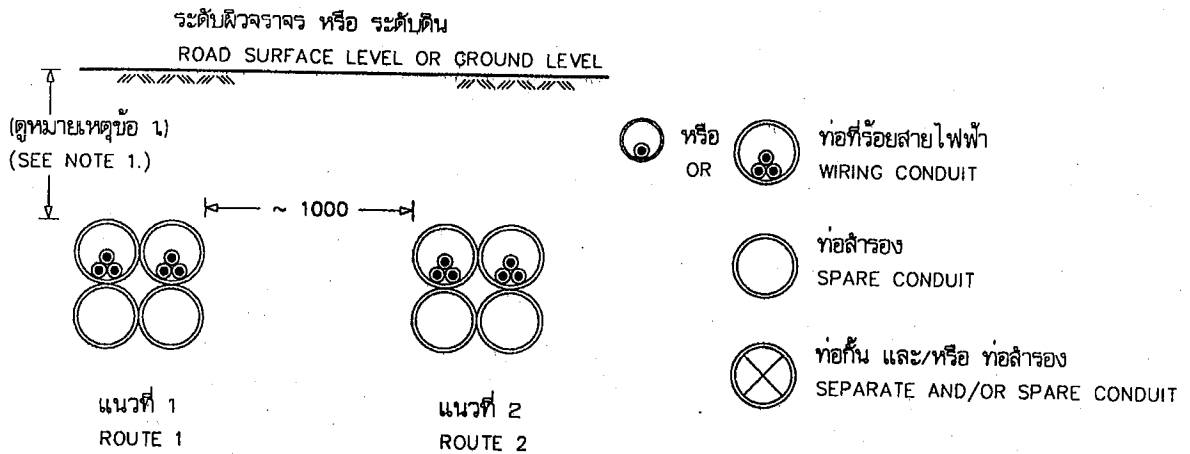 ระดับผิวจราจร หรือ ระดับดิน
ROAD SURFACE LEVEL OR GROUND LEVEL
(ดูหมายเหตุข้อ 1.)
(SEE NOTE 1.)
~ 1000
แนวที่ 1
ROUTE 1
แนวที่ 2
ROUTE 2
หรือ
OR
ท่อที่ร้อยสายไฟฟ้า
WIRING CONDUIT
ท่อสำรอง
SPARE CONDUIT
ท่อกั้น และ/หรือ ท่อสำรอง
SEPARATE AND/OR SPARE CONDUIT